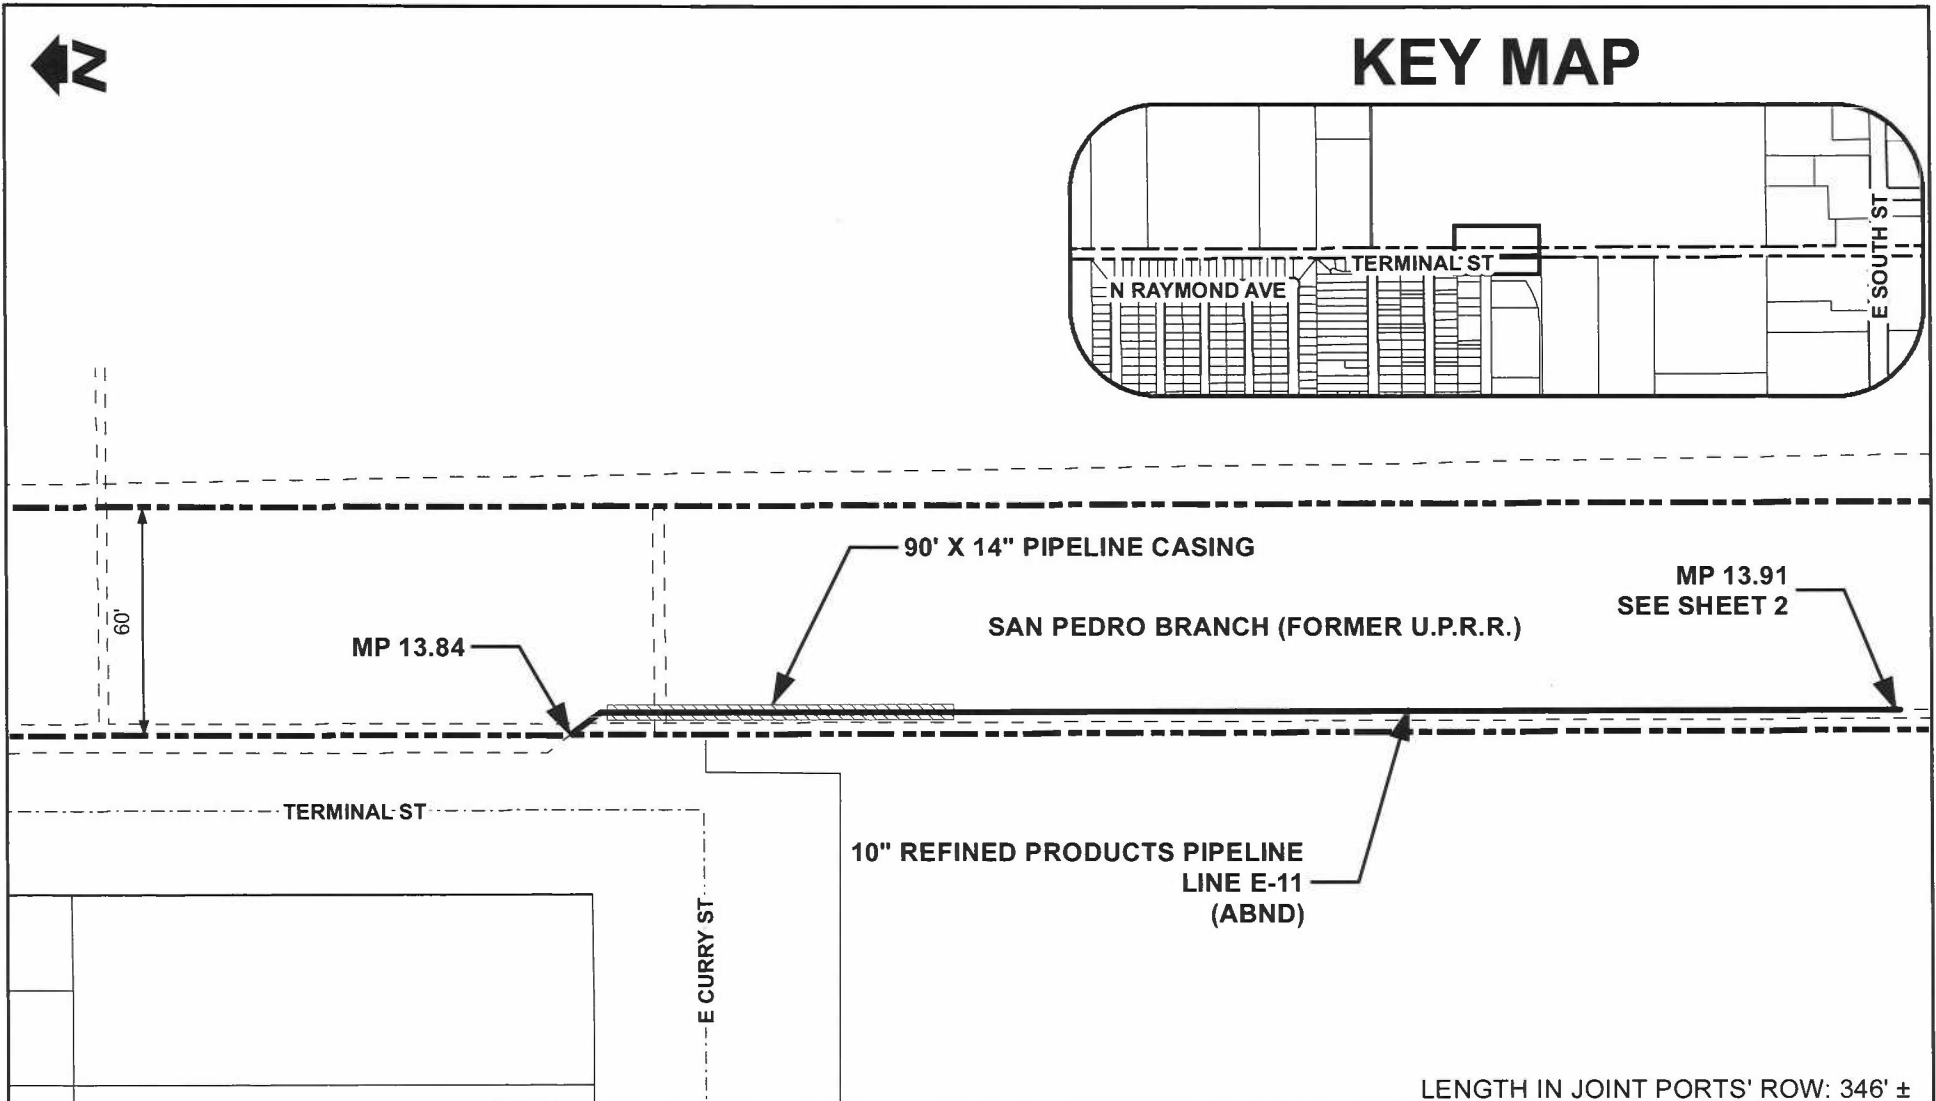 N
KEY MAP
E SOUTH ST
TERMINAL ST
N RAYMOND AVE
90' X 14" PIPELINE CASING
MP 13.91
SEE SHEET 2
60'
SAN PEDRO BRANCH (FORMER U.P.R.R.)
MP 13.84
TERMINAL ST
10" REFINED PRODUCTS PIPELINE
LINE E-11
(ABND)
E CURRY ST
LENGTH IN JOINT PORTS' ROW: 346' ±